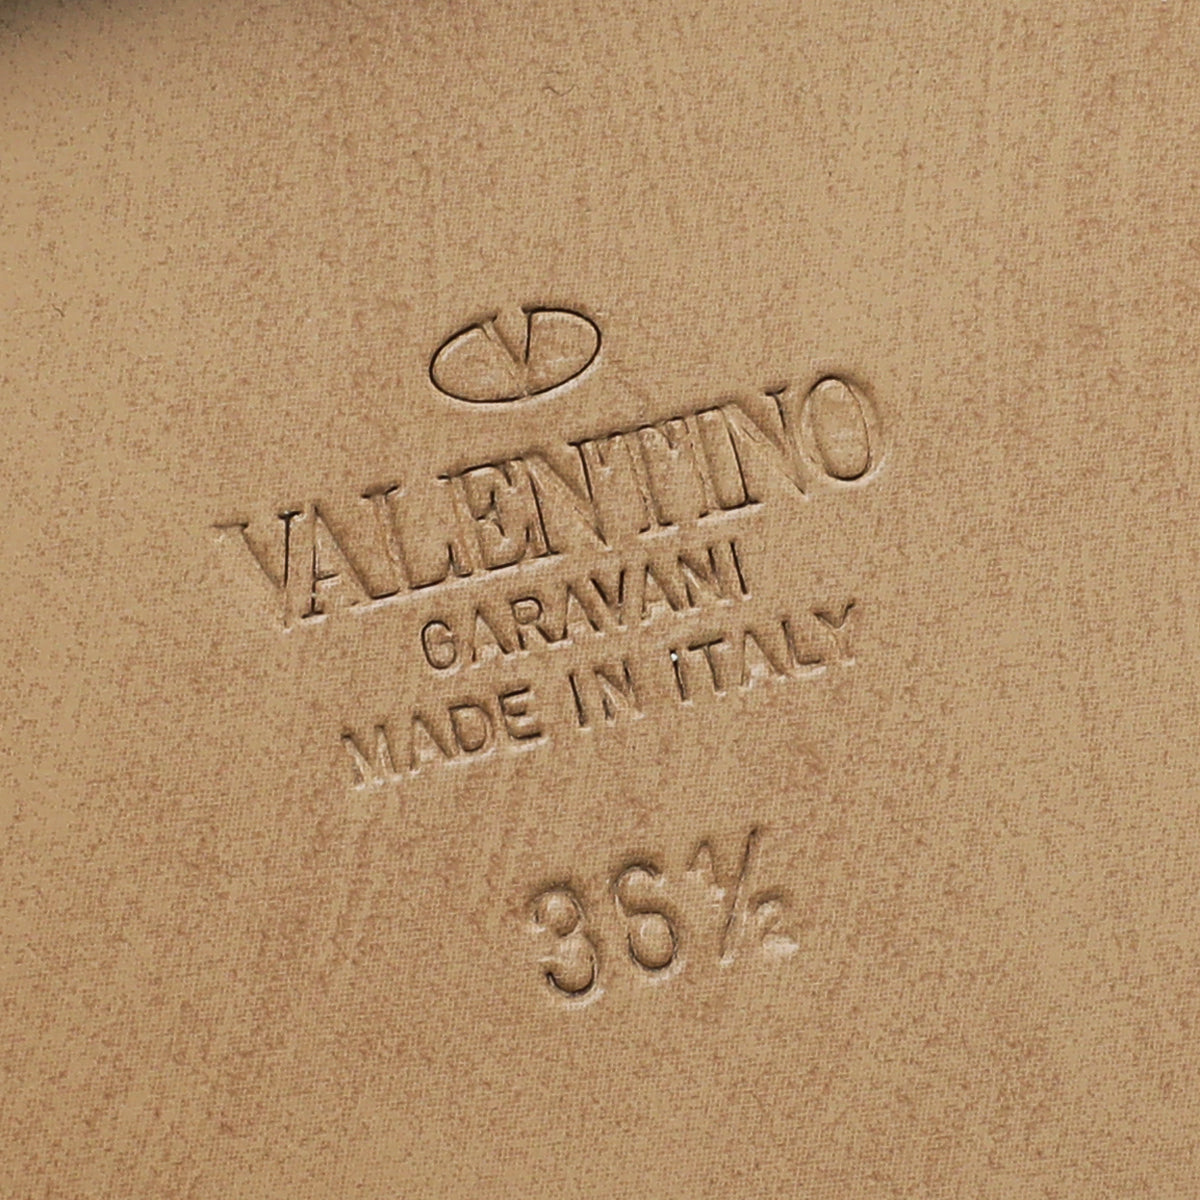 V
VALENTINO
GARAVANI
MADE IN ITALY
36½